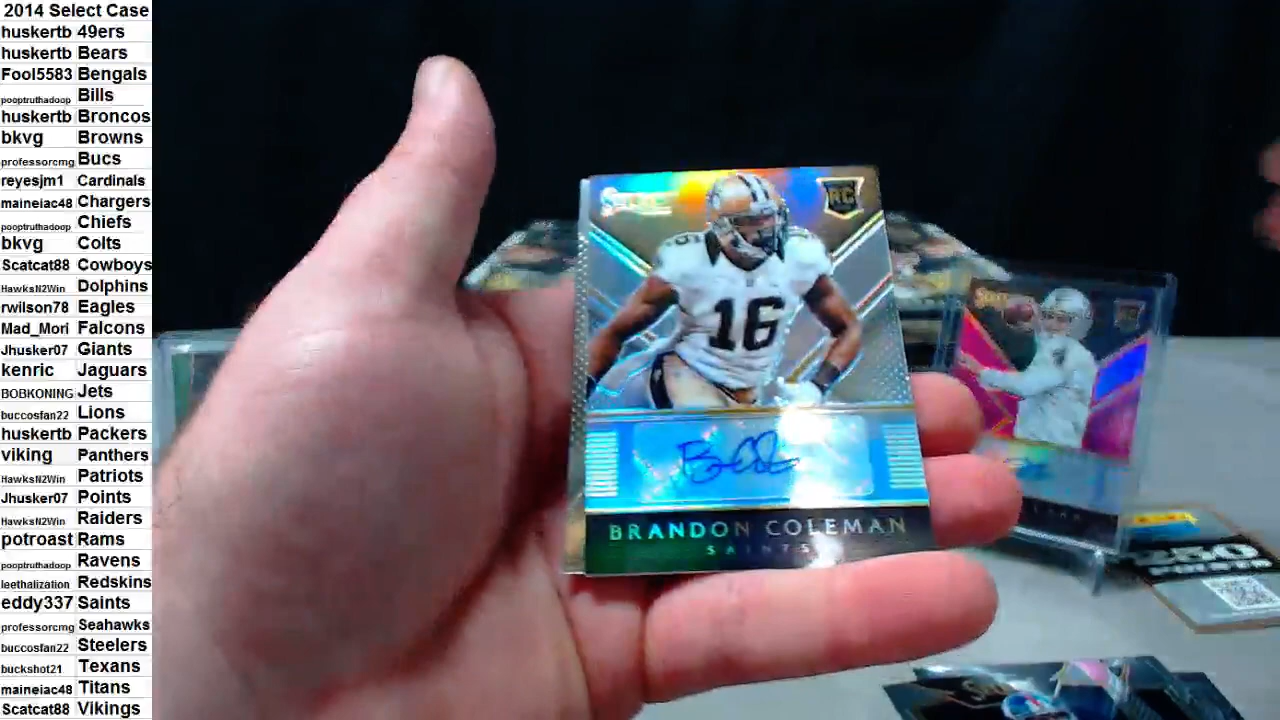 2014 Select Case
huskertb 49ers
huskertb Bears
Fool5583 Bengals
pooptruthadoop Bills
huskertb Broncos
bkvg Browns
professorcmg Bucs
reyesjm1 Cardinals
maineiac48 Chargers
pooptruthadoop Chiefs
bkvg Colts
Scatcat88 Cowboys
HawksN2Win Dolphins
rwilson78 Eagles
Mad_Mori Falcons
Jhusker07 Giants
kenric Jaguars
BOBKONING Jets
buccosfan22 Lions
huskertb Packers
viking Panthers
HawksN2Win Patriots
Jhusker07 Points
HawksN2Win Raiders
potroast Rams
pooptruthadoop Ravens
leethalization Redskins
eddy337 Saints
professorcmg Seahawks
buccosfan22 Steelers
buckshot21 Texans
maineiac48 Titans
Scatcat88 Vikings
SELECT
RC
16
BRANDON COLEMAN
SAINTS